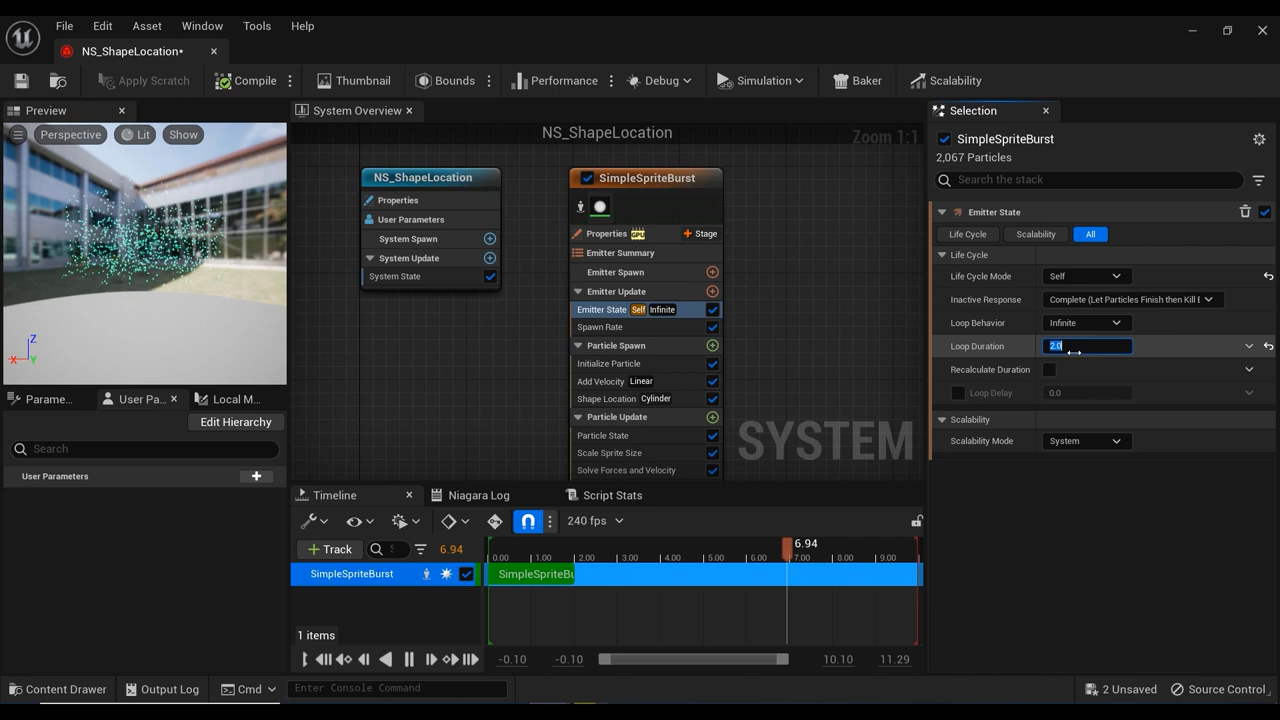 File Edit Asset Window Tools Help
NS_ShapeLocation*
Apply Scratch Compile Thumbnail Bounds Performance Debug Simulation Baker Scalability
Preview
Perspective Lit Show
X Y Z
Parame... User Pa... Local M...
Edit Hierarchy
Search
User Parameters
System Overview
NS_ShapeLocation
Zoom 1:1
NS_ShapeLocation
Properties
User Parameters
System Spawn
System Update
System State
SimpleSpriteBurst
Properties GPU Stage
Emitter Summary
Emitter Spawn
Emitter Update
Emitter State Self Infinite
Spawn Rate
Particle Spawn
Initialize Particle
Add Velocity Linear
Shape Location Cylinder
Particle Update
Particle State
Scale Sprite Size
Solve Forces and Velocity
SYSTEM
Timeline Niagara Log Script Stats
240 fps
+ Track S 6.94
6.94
0.00 1.00 2.00 3.00 4.00 5.00 6.00 7.00 8.00 9.00
SimpleSpriteBurst SimpleSpriteBu
1 items
-0.10 -0.10 10.10 11.29
Selection
SimpleSpriteBurst
2,067 Particles
Search the stack
Emitter State
Life Cycle Scalability All
Life Cycle
Life Cycle Mode Self
Inactive Response Complete (Let Particles Finish then Kill E
Loop Behavior Infinite
Loop Duration 2.0
Recalculate Duration
Loop Delay 0.0
Scalability
Scalability Mode System
Content Drawer Output Log Cmd Enter Console Command 2 Unsaved Source Control